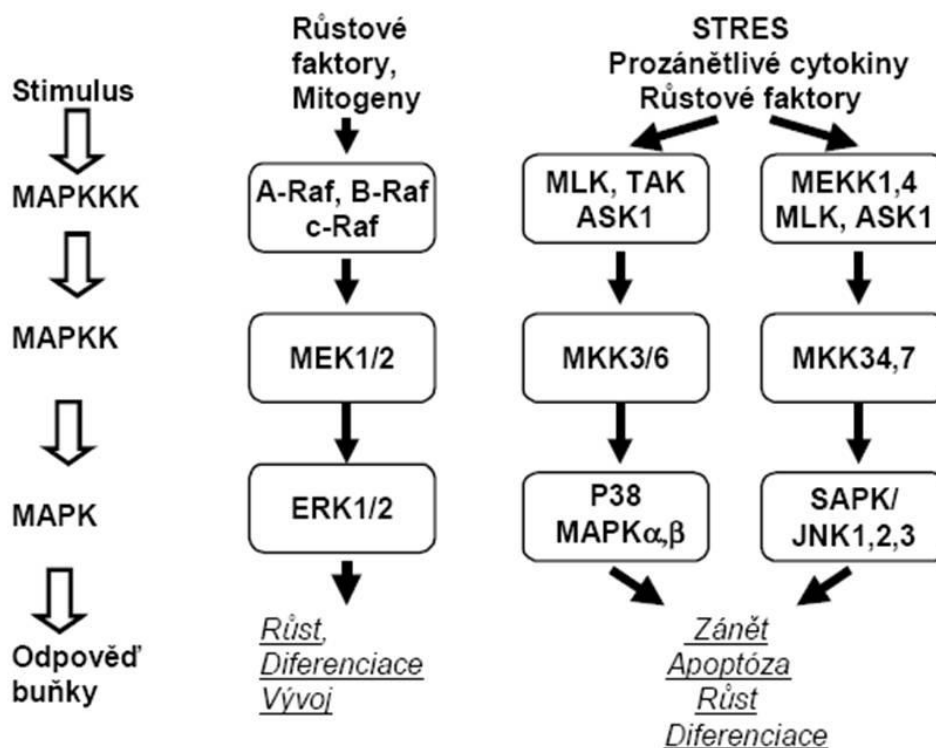 Růstové
faktory,
Mitogeny
STRES
Prozánětlivé cytokiny
Růstové faktory
Stimulus
MAPKKK
A-Raf, B-Raf
c-Raf
MLK, TAK
ASK1
MEKK1,4
MLK, ASK1
MAPKK
MEK1/2
MKK3/6
MKK34,7
MAPK
ERK1/2
P38
MAPKα,β
SAPK/
JNK1,2,3
Odpověď
buňky
Růst,
Diferenciace
Vývoj
Zánět
Apoptóza
Růst
Diferenciace